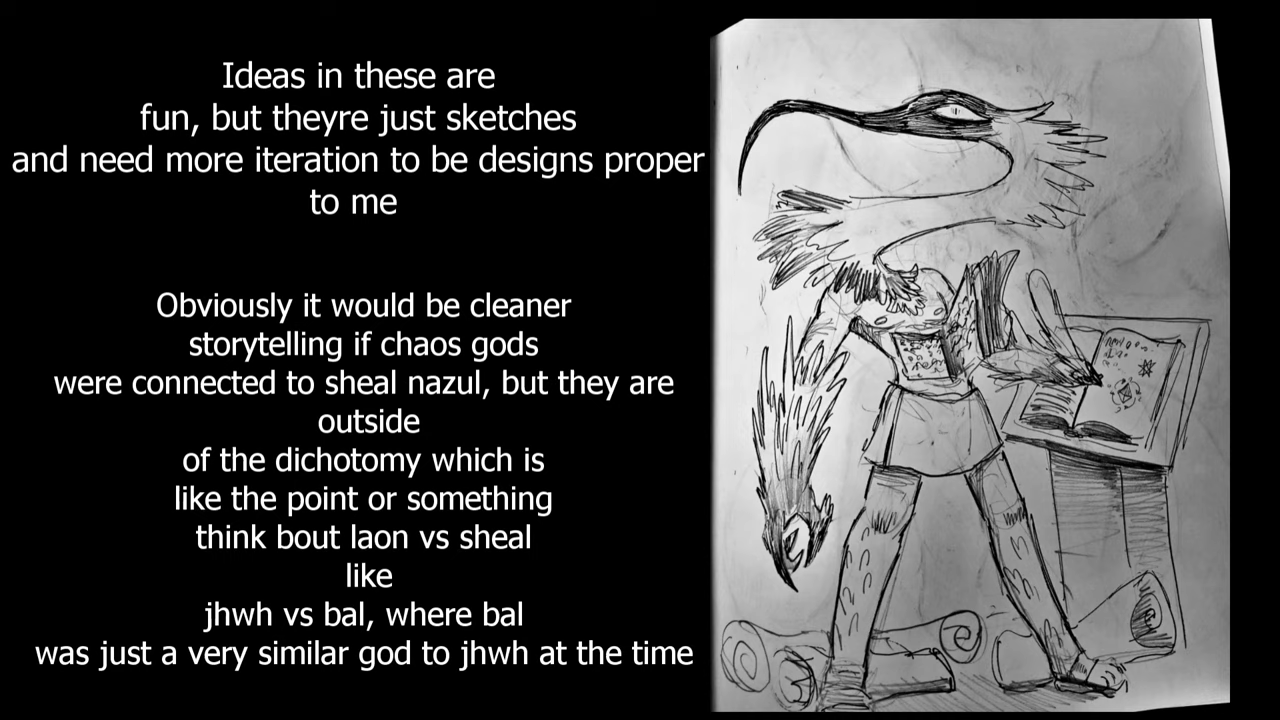 Ideas in these are
fun, but theyre just sketches
and need more iteration to be designs proper
to me
Obviously it would be cleaner
storytelling if chaos gods
were connected to sheal nazul, but they are
outside
of the dichotomy which is
like the point or something
think bout laon vs sheal
like
jhwh vs bal, where bal
was just a very similar god to jhwh at the time